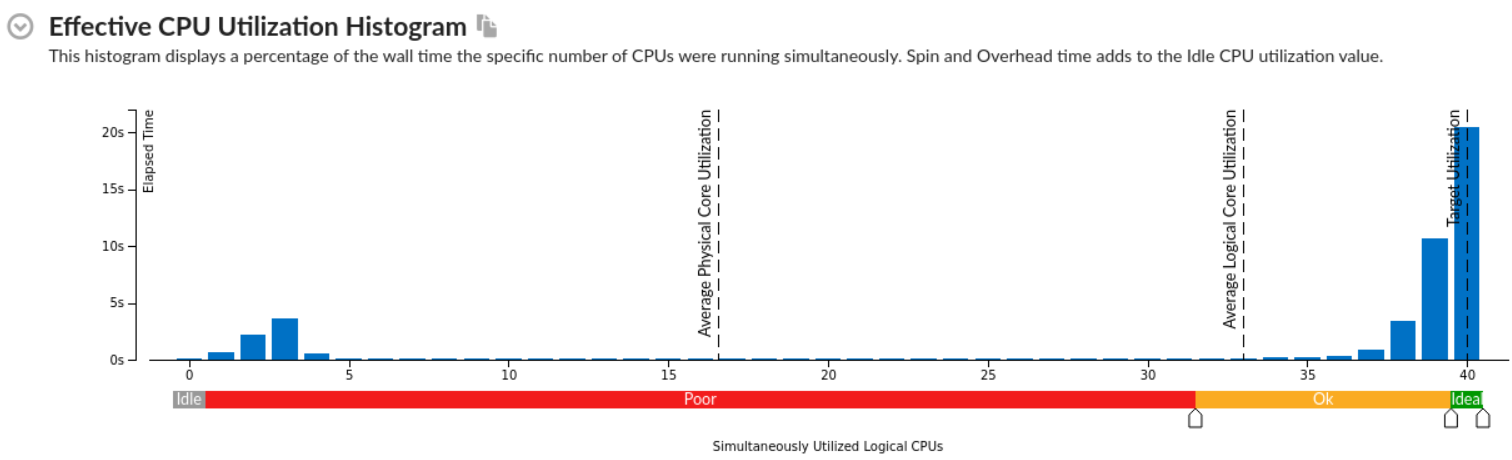 Effective CPU Utilization Histogram
This histogram displays a percentage of the wall time the specific number of CPUs were running simultaneously. Spin and Overhead time adds to the Idle CPU utilization value.
Elapsed Time
20s
15s
10s
5s
0s
Average Physical Core Utilization
Average Logical Core Utilization
Target Utilization
0 5 10 15 20 25 30 35 40
Idle Poor Ok Ideal
Simultaneously Utilized Logical CPUs